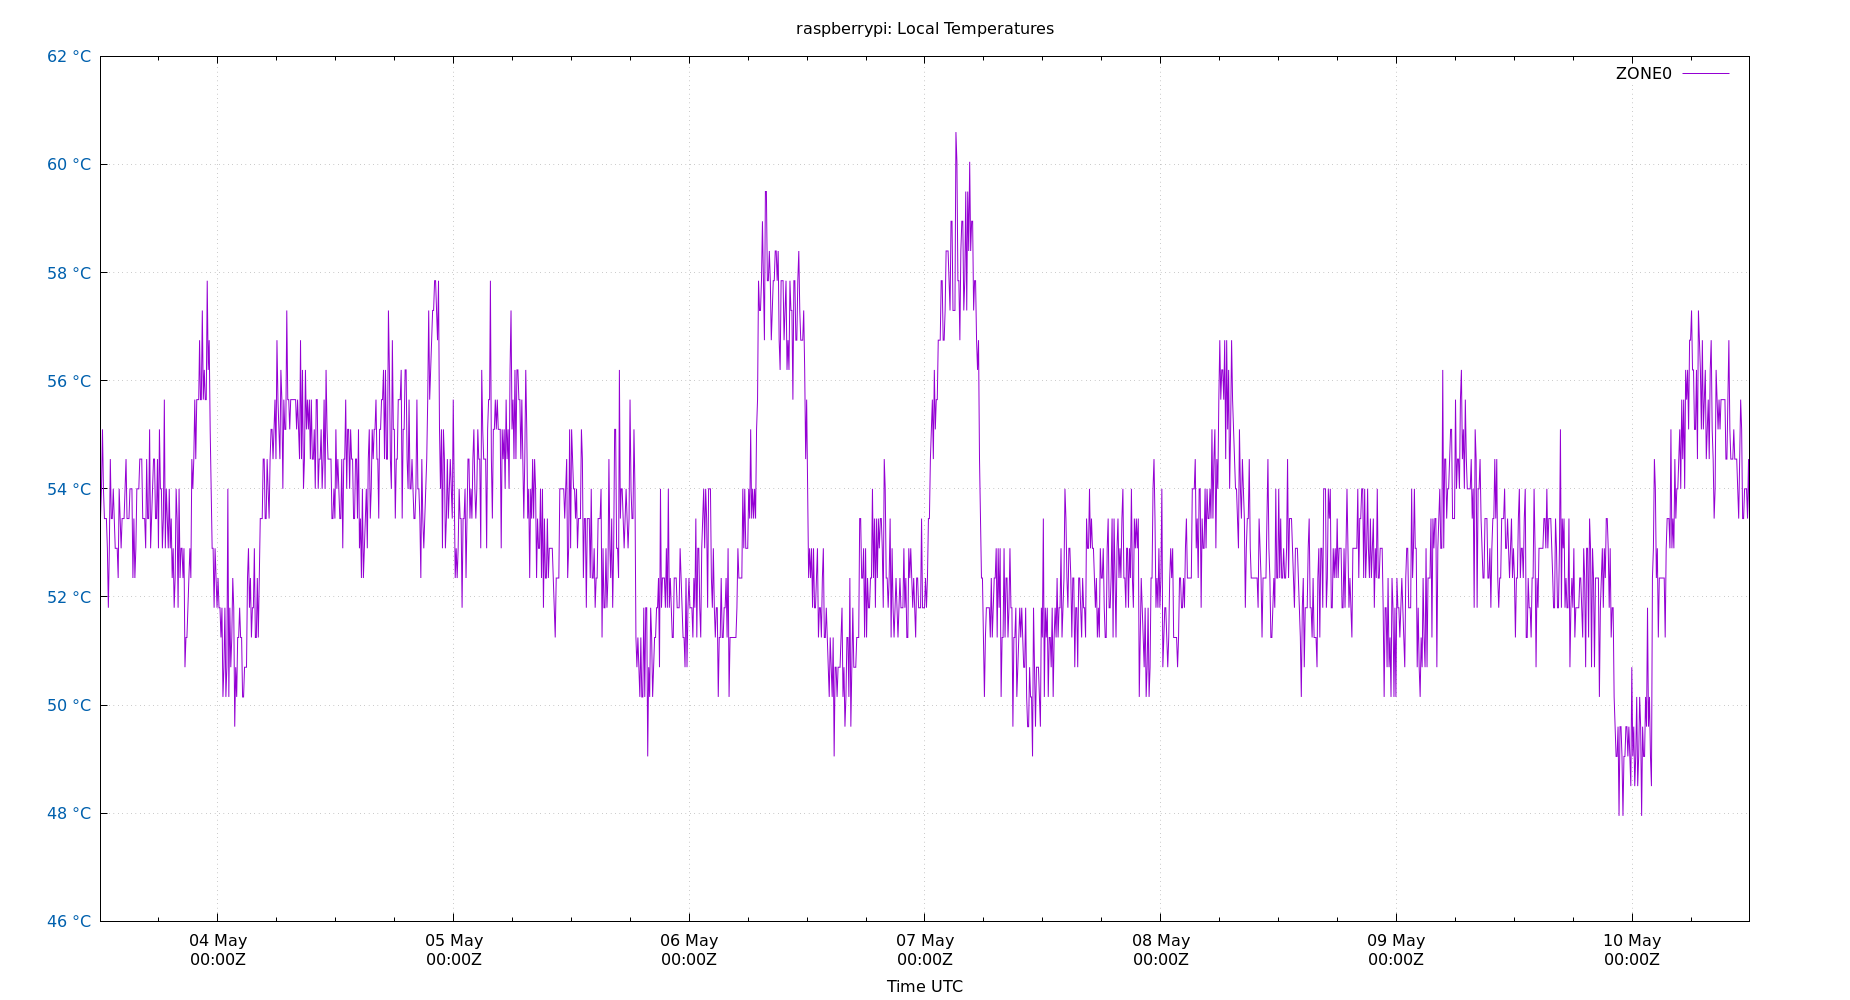 raspberrypi: Local Temperatures
ZONE0
62 °C
60 °C
58 °C
56 °C
54 °C
52 °C
50 °C
48 °C
46 °C
04 May 05 May 06 May 07 May 08 May 09 May 10 May
00:00Z 00:00Z 00:00Z 00:00Z 00:00Z 00:00Z 00:00Z
Time UTC